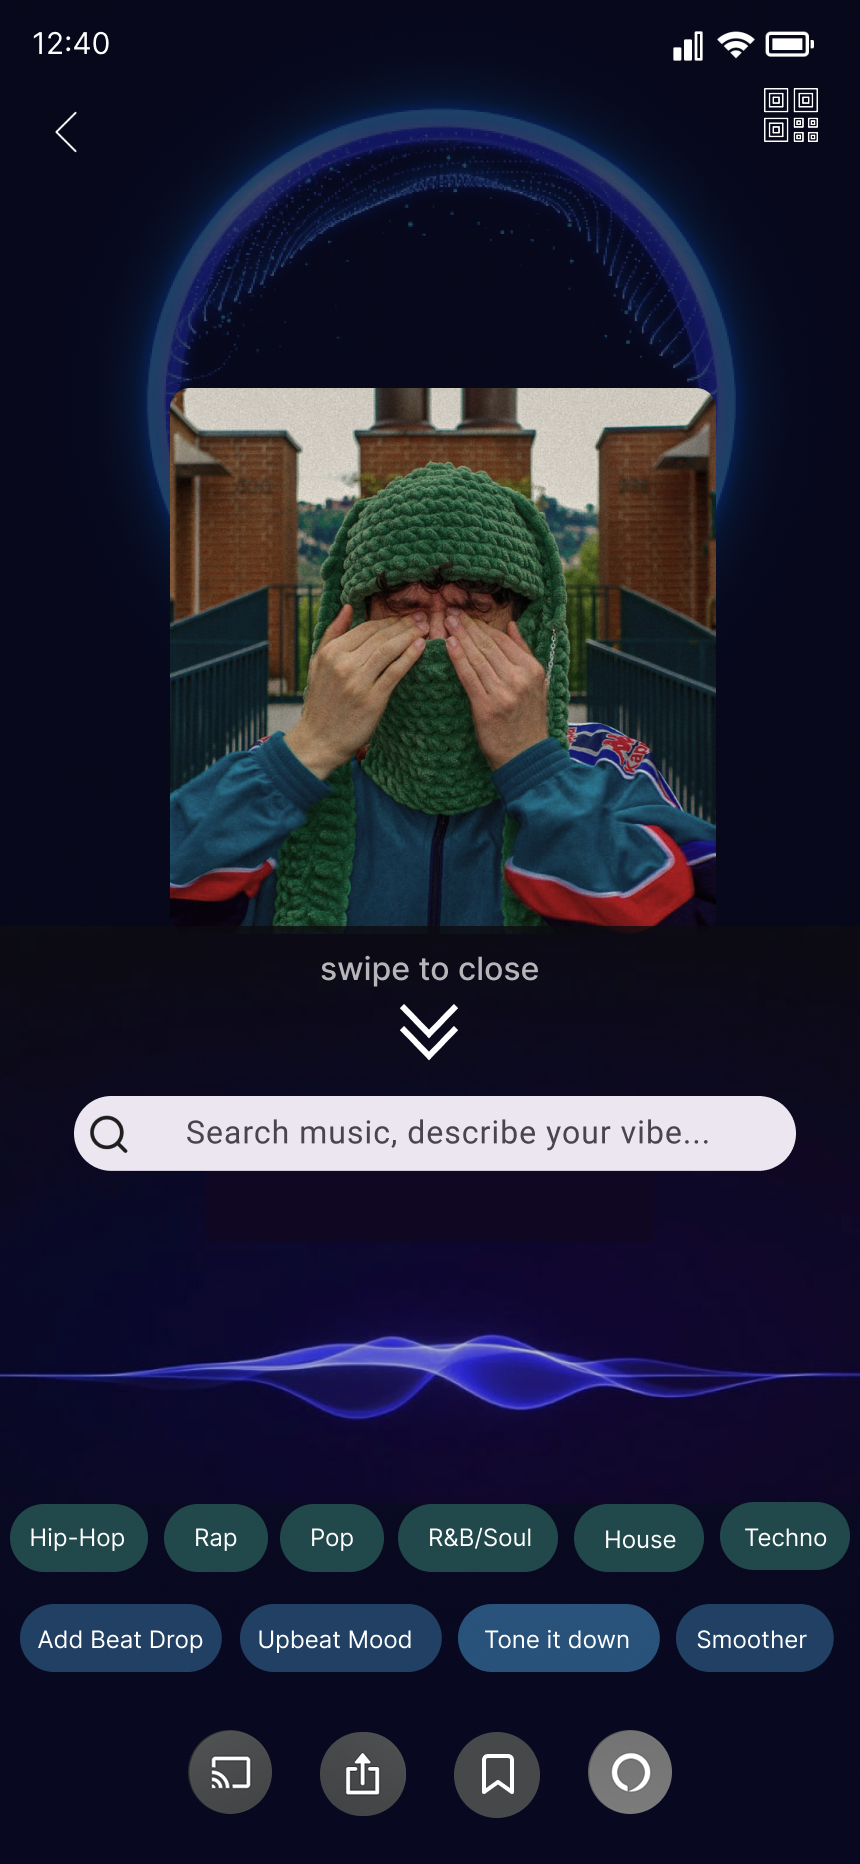 12:40
swipe to close
Search music, describe your vibe...
Hip-Hop Rap Pop R&B/Soul House Techno
Add Beat Drop Upbeat Mood Tone it down Smoother